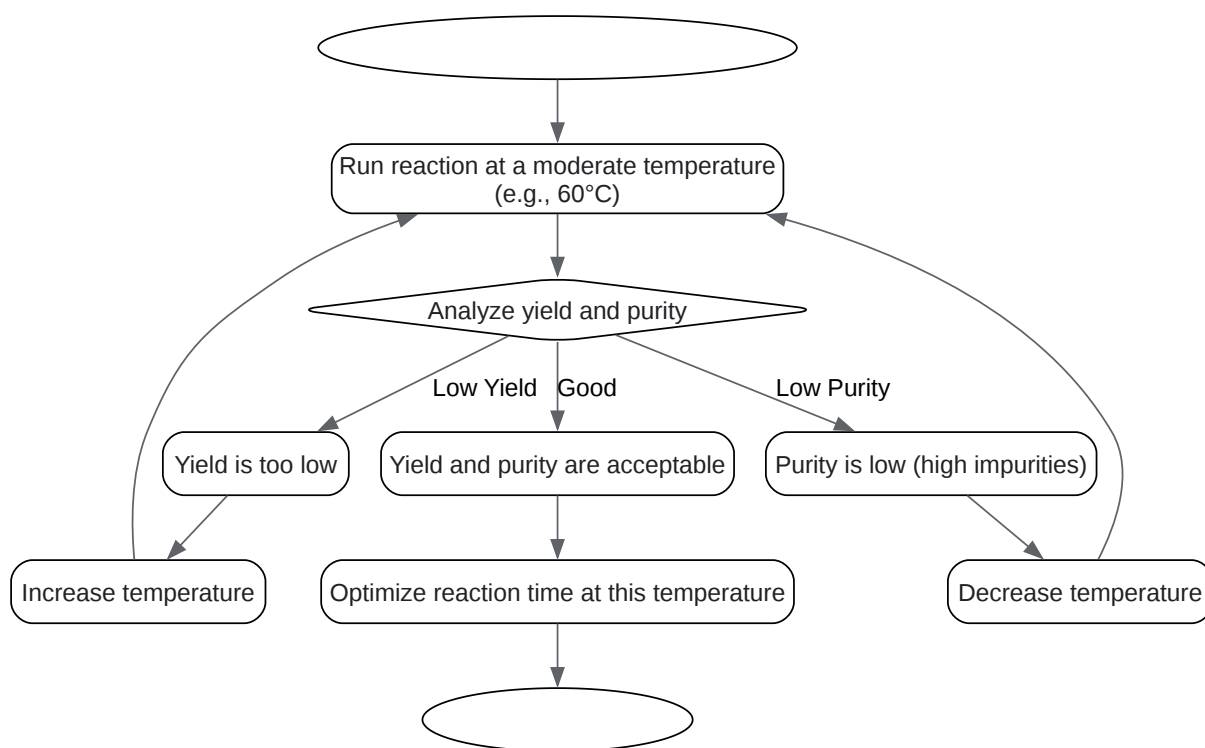 Run reaction at a moderate temperature
(e.g., 60°C)
Analyze yield and purity
Low Yield
Good
Low Purity
Yield is too low
Yield and purity are acceptable
Purity is low (high impurities)
Increase temperature
Optimize reaction time at this temperature
Decrease temperature